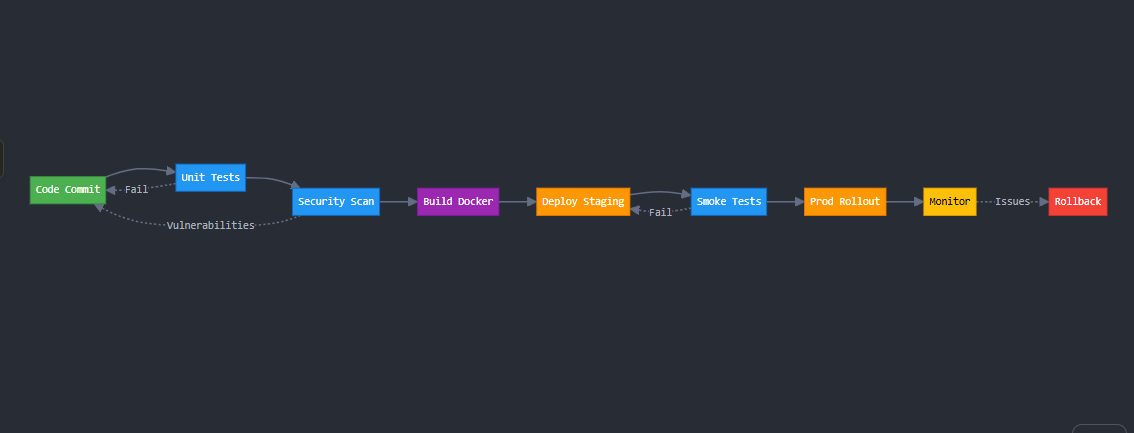 Code Commit
Fail
Unit Tests
Vulnerabilities
Security Scan
Build Docker
Deploy Staging
Fail
Smoke Tests
Prod Rollout
Monitor
Issues
Rollback